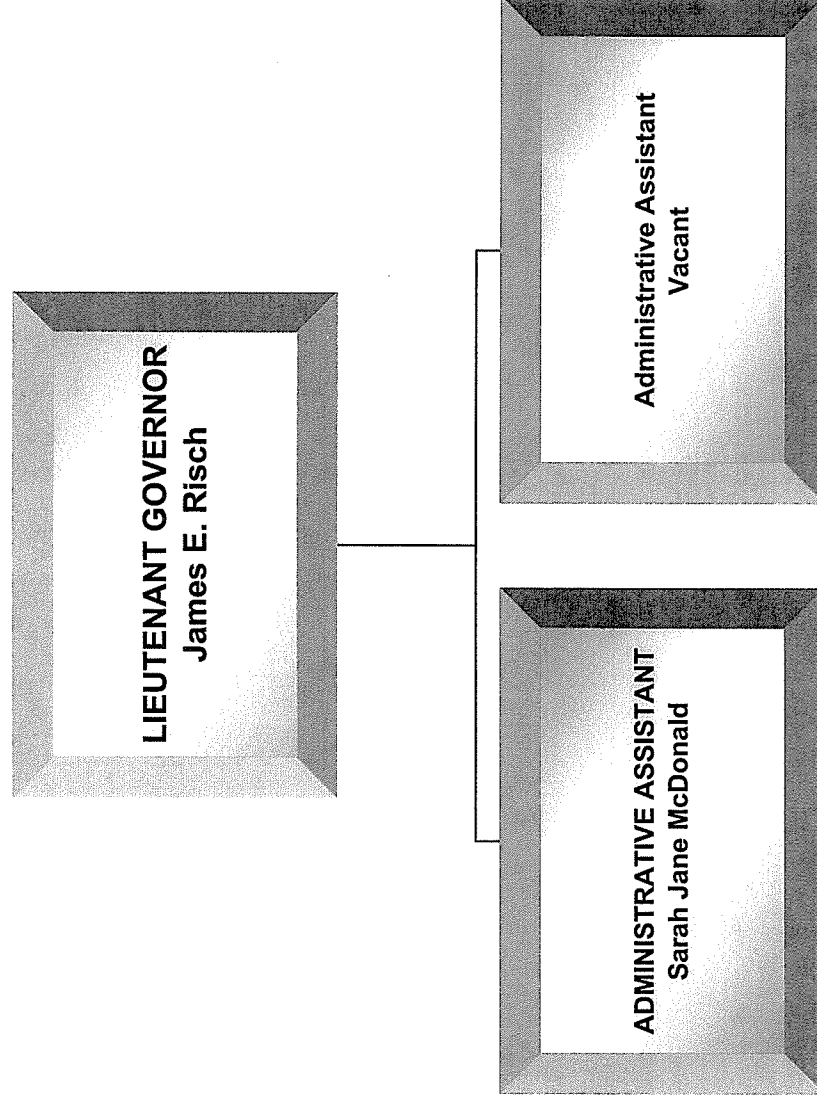 LIEUTENANT GOVERNOR
James E. Risch
ADMINISTRATIVE ASSISTANT
Sarah Jane McDonald
Administrative Assistant
Vacant